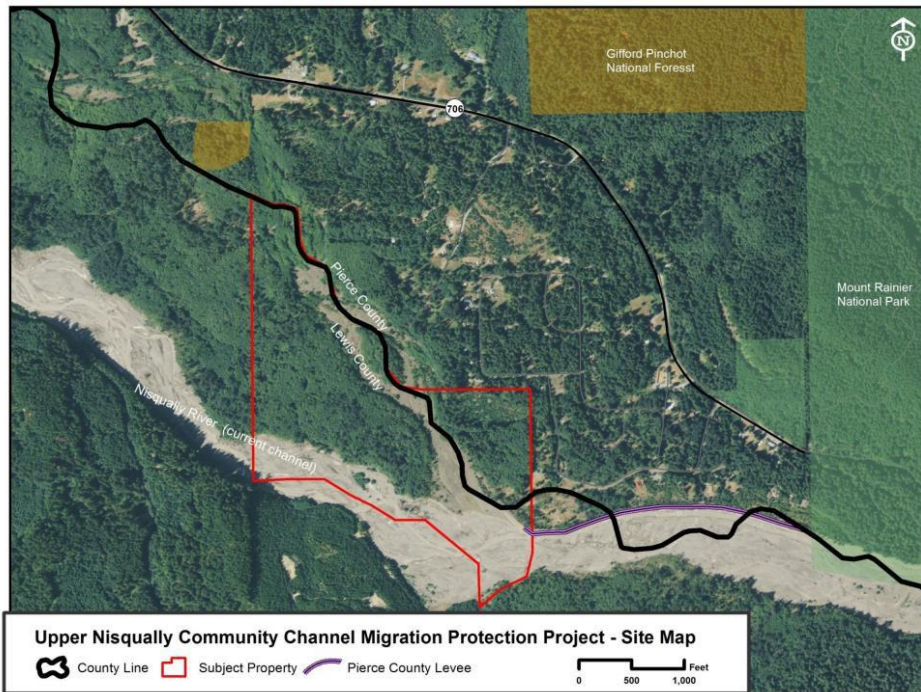 Gifford Pinchot
National Foresst
N
706
Mount Rainier
National Park
Pierce County
Lewis County
Nisqually River (current channel)
Upper Nisqually Community Channel Migration Protection Project - Site Map
County Line
Subject Property
Pierce County Levee
Feet
0 500 1,000